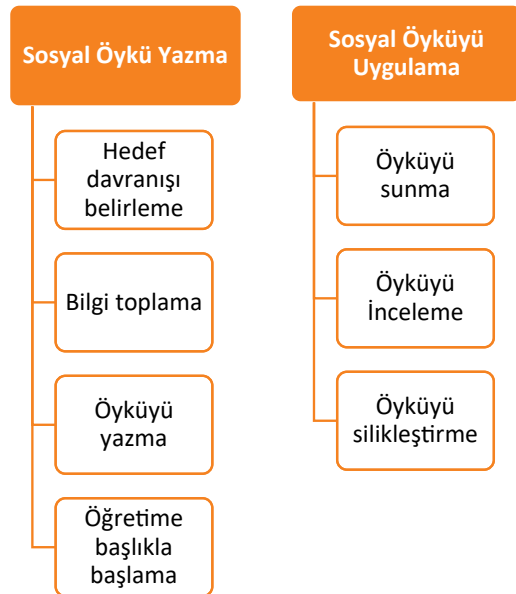 Sosyal Öykü Yazma
Hedef
davranışı
belirleme
Bilgi toplama
Öyküyü
yazma
Öğretime
başlıkla
başlama
Sosyal Öyküyü
Uygulama
Öyküyü
sunma
Öyküyü
İnceleme
Öyküyü
silikleştirme